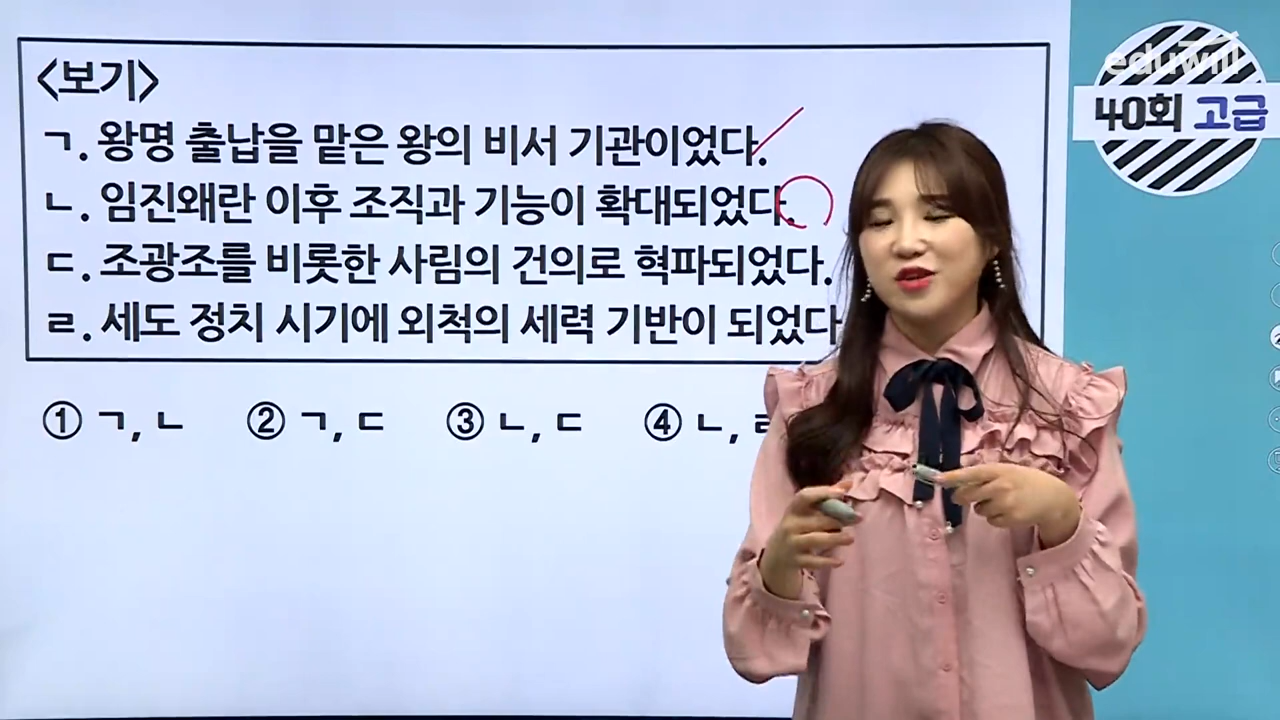 eduwill
40회 고급
<보기>
ㄱ. 왕명 출납을 맡은 왕의 비서 기관이었다.
ㄴ. 임진왜란 이후 조직과 기능이 확대되었다.
ㄷ. 조광조를 비롯한 사림의 건의로 혁파되었다.
ㄹ. 세도 정치 시기에 외척의 세력 기반이 되었다
① ㄱ, ㄴ ② ㄱ, ㄷ ③ ㄴ, ㄷ ④ ㄴ, ㄹ